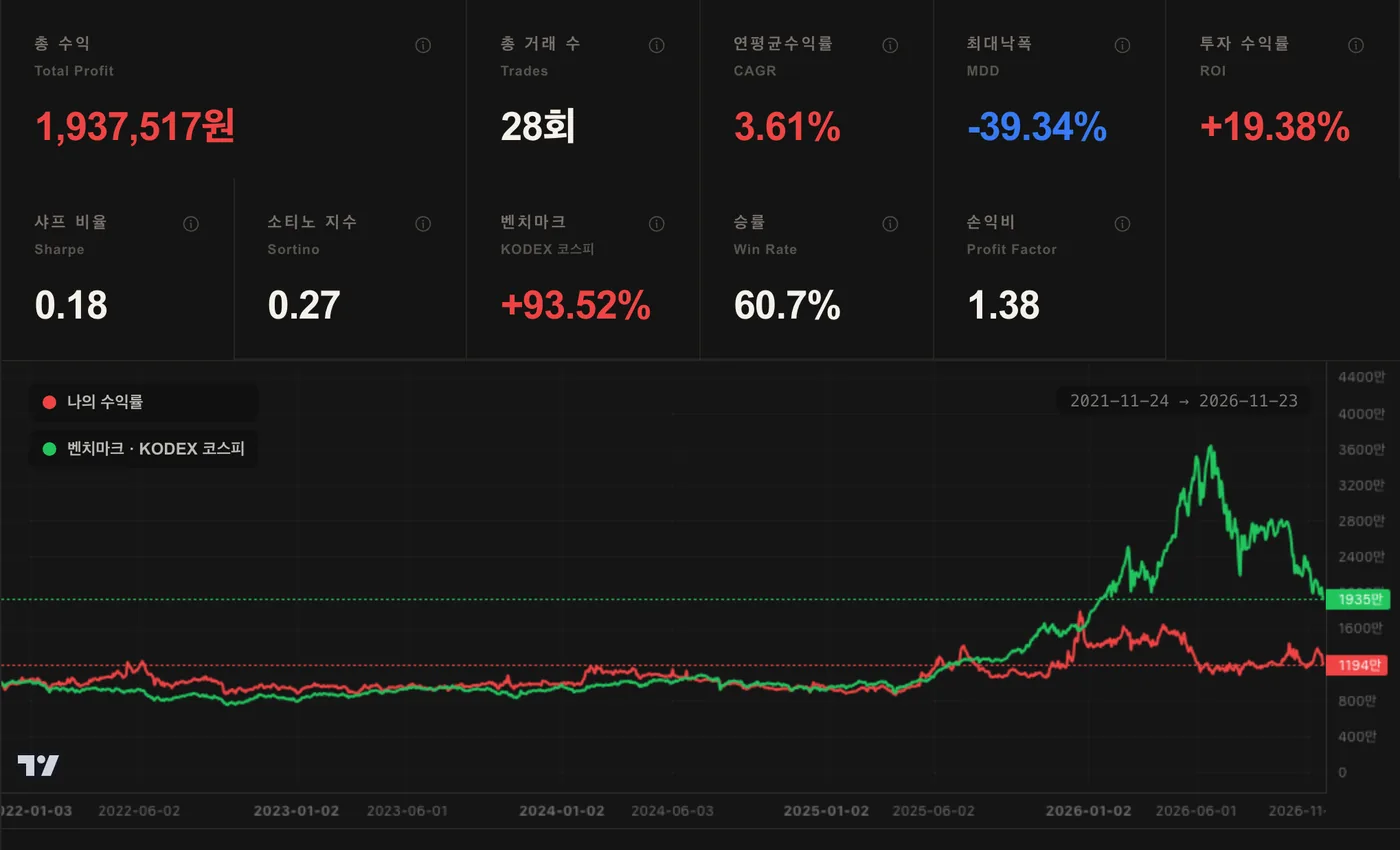 총 수익
Total Profit
1,937,517원
총 거래 수
Trades
28회
연평균수익률
CAGR
3.61%
최대낙폭
MDD
-39.34%
투자 수익률
ROI
+19.38%
샤프 비율
Sharpe
0.18
소티노 지수
Sortino
0.27
벤치마크
KODEX 코스피
+93.52%
승률
Win Rate
60.7%
손익비
Profit Factor
1.38
나의 수익률
벤치마크 · KODEX 코스피
2021-11-24 → 2026-11-23
4400만
4000만
3600만
3200만
2800만
2400만
1935만
1600만
1194만
800만
400만
0
22-01-03 2022-06-02 2023-01-02 2023-06-01 2024-01-02 2024-06-03 2025-01-02 2025-06-02 2026-01-02 2026-06-01 2026-11-